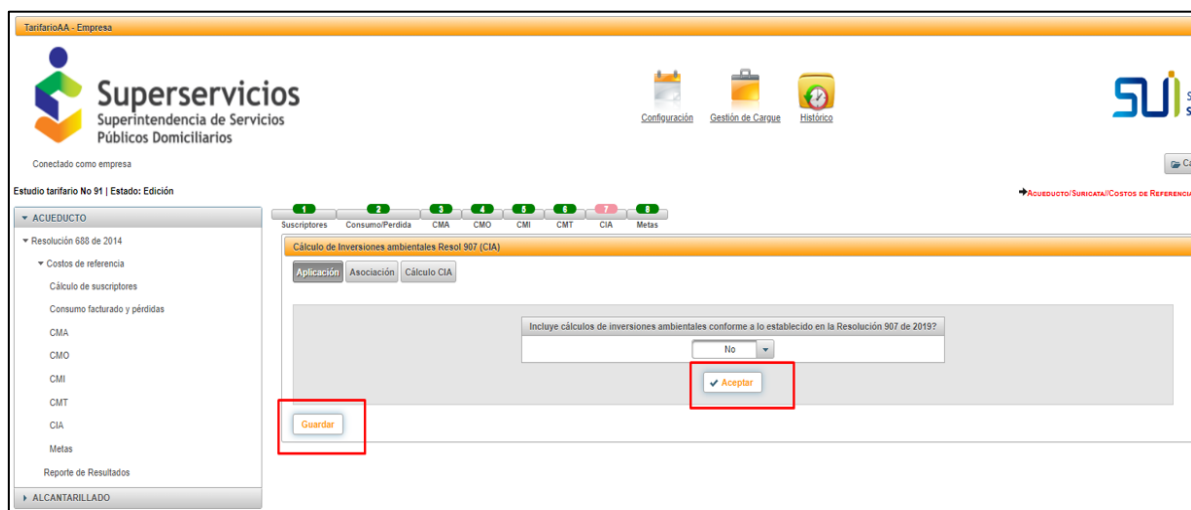 TarifarioAA - Empresa
Superservicios
Superintendencia de Servicios
Públicos Domiciliarios
Configuración Gestión de Cargue Histórico
SUI
Conectado como empresa
Estudio tarifario No 91 | Estado: Edición
Acueducto/Suricata//Costos de Referencia
ACUEDUCTO
Resolución 688 de 2014
Costos de referencia
Cálculo de suscriptores
Consumo facturado y pérdidas
CMA
CMO
CMI
CMT
CIA
Metas
Reporte de Resultados
ALCANTARILLADO
1 2 3 4 5 6 7 8
Suscriptores Consumo/Perdida CMA CMO CMI CMT CIA Metas
Cálculo de Inversiones ambientales Resol 907 (CIA)
Aplicación Asociación Cálculo CIA
Incluye cálculos de inversiones ambientales conforme a lo establecido en la Resolución 907 de 2019?
No
Aceptar
Guardar